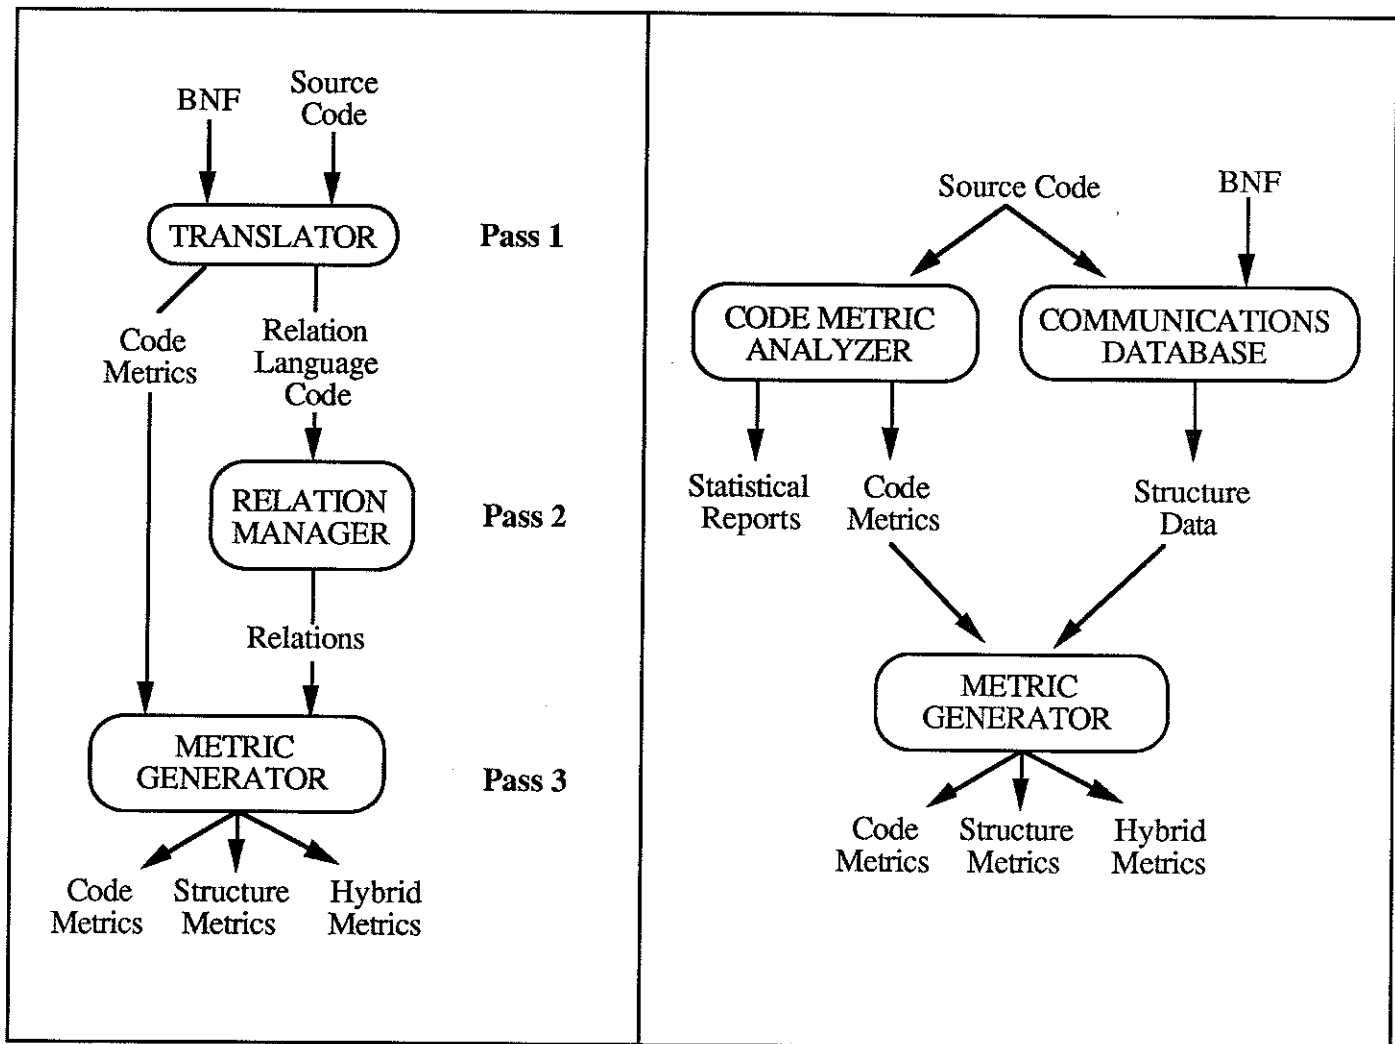 BNF
Source
Code
TRANSLATOR
Pass 1
Code
Metrics
Relation
Language
Code
RELATION
MANAGER
Pass 2
Relations
METRIC
GENERATOR
Pass 3
Code
Metrics
Structure
Metrics
Hybrid
Metrics
Source Code
BNF
CODE METRIC
ANALYZER
COMMUNICATIONS
DATABASE
Statistical
Reports
Code
Metrics
Structure
Data
METRIC
GENERATOR
Code
Metrics
Structure
Metrics
Hybrid
Metrics